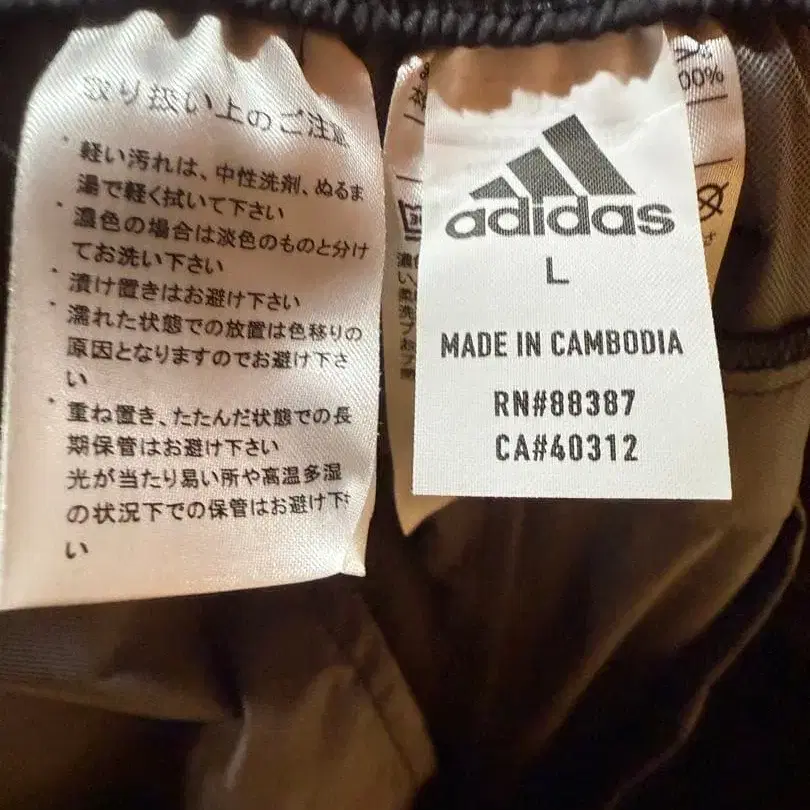 取り扱い上のご注意
・軽い汚れは、中性洗剤、ぬるま
湯で軽く拭いて下さい
・濃色の場合は淡色のものと分け
てお洗い下さい
・漬け置きはお避け下さい
・濡れた状態での放置は色移りの
原因となりますのでお避け下さ
い
・重ね置き、たたんだ状態での長
期保管はお避け下さい
光が当たり易い所や高温多湿
の状況下での保管はお避け下さ
い
100%
adidas
L
MADE IN CAMBODIA
RN#88387
CA#40312